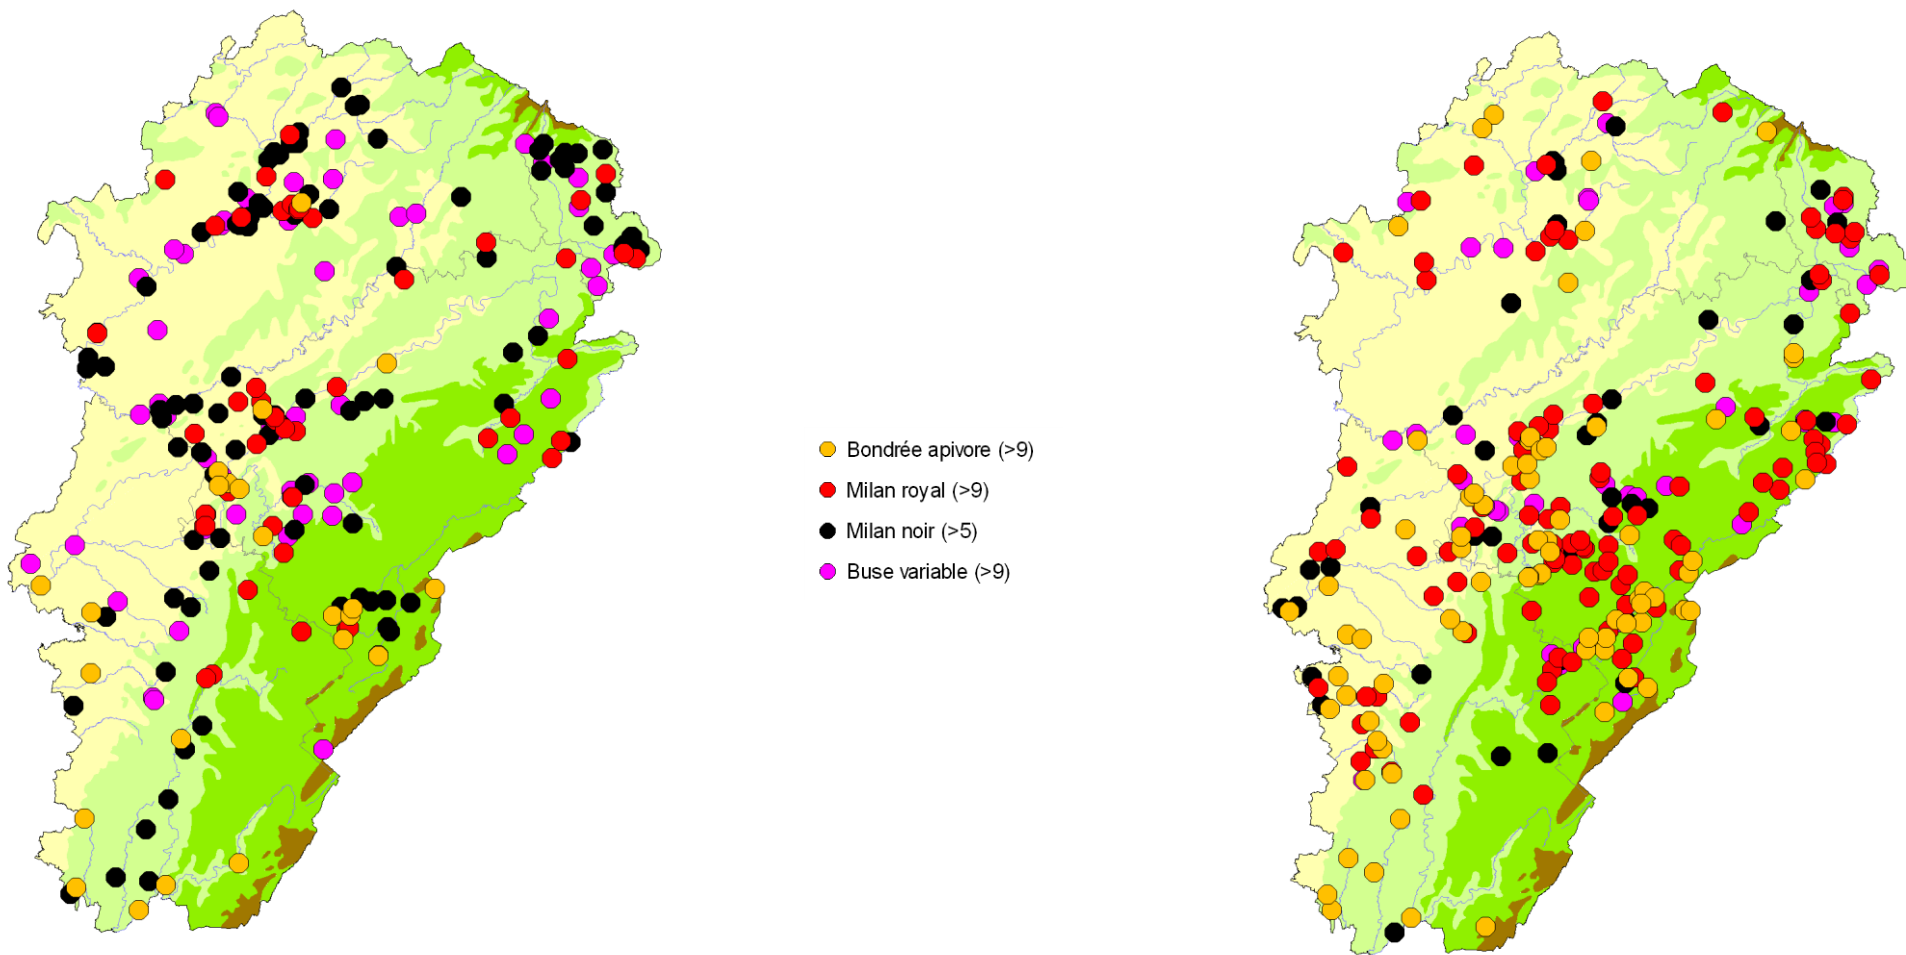 Bondrée apivore (>9)
Milan royal (>9)
Milan noir (>5)
Buse variable (>9)